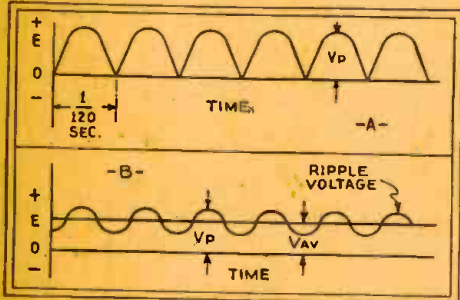 +
E
0
-
Vp
1
120
SEC.
TIME
-A-
-B-
RIPPLE
VOLTAGE
+
E
0
-
Vp
VAV
TIME